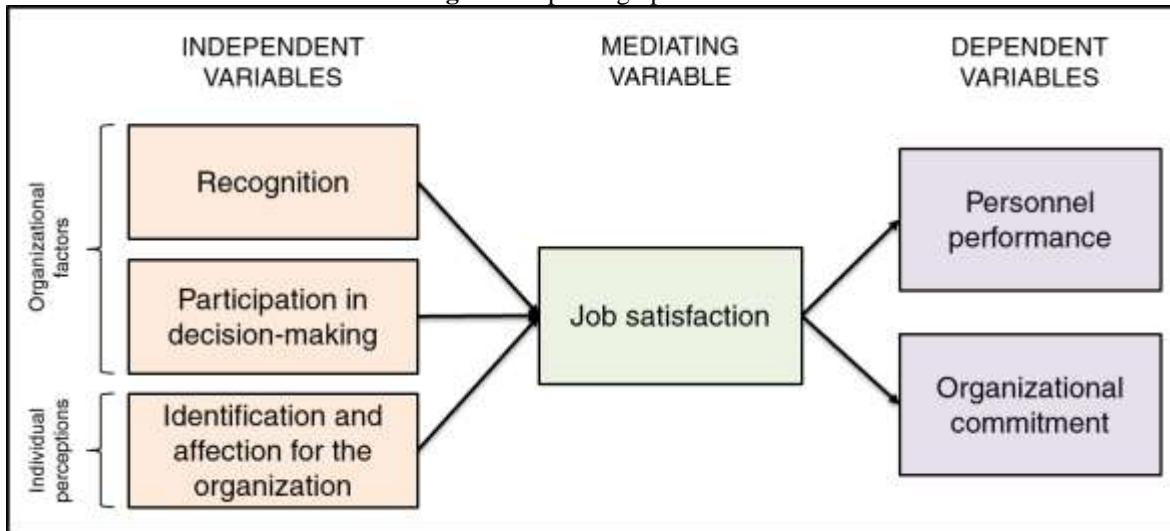 INDEPENDENT
VARIABLES
MEDIATING
VARIABLE
DEPENDENT
VARIABLES
Organizational
factors
Recognition
Participation in
decision-making
Individual
perceptions
Identification and
affection for the
organization
Job satisfaction
Personnel
performance
Organizational
commitment